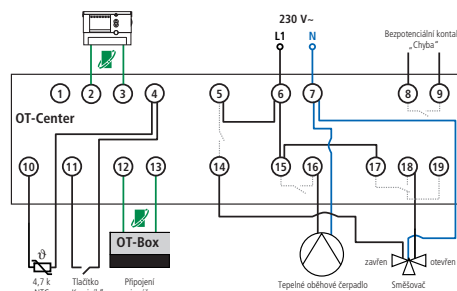 230 V~
L1 N
Bezpotenciální kontakt
„Chyba“
1 2 3 4 5 6 7 8 9
OT-Center
10 11 12 13 14 15 16 17 18 19
OT-Box
ϑ
zavřen otevřen
4,7 k Tlačítko Připojení Tepelné oběhové čerpadlo Směšovač
NTC